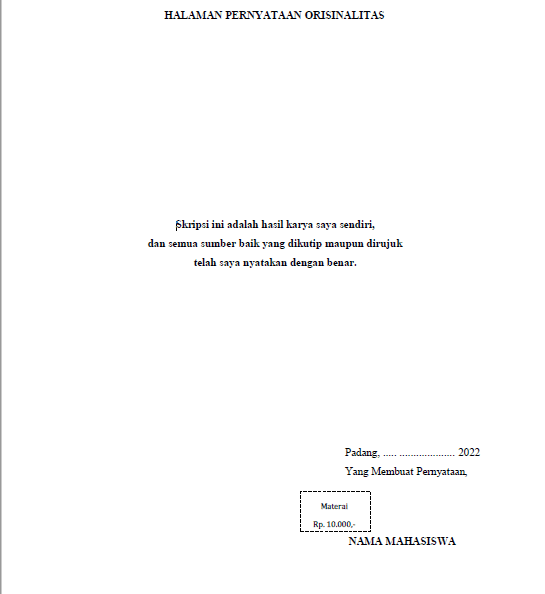 HALAMAN PERNYATAAN ORISINALITAS
Skripsi ini adalah hasil karya saya sendiri,
dan semua sumber baik yang dikutip maupun dirujuk
telah saya nyatakan dengan benar.
Padang, ..... .................... 2022
Yang Membuat Pernyataan,
Materai
Rp. 10.000,-
NAMA MAHASISWA